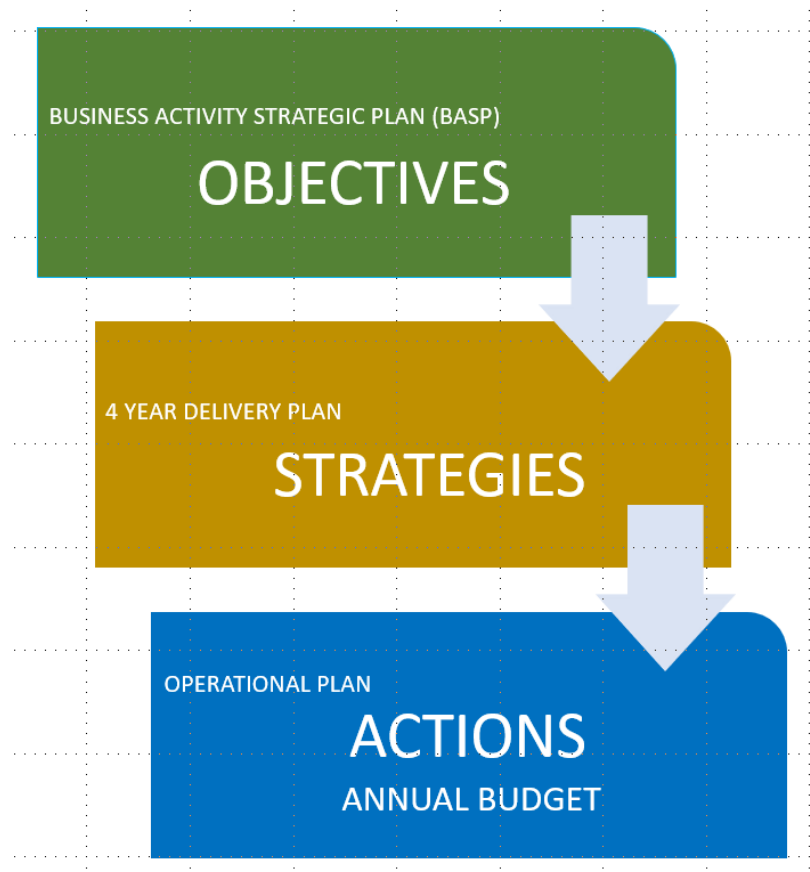 BUSINESS ACTIVITY STRATEGIC PLAN (BASP)
OBJECTIVES
4 YEAR DELIVERY PLAN
STRATEGIES
OPERATIONAL PLAN
ACTIONS
ANNUAL BUDGET